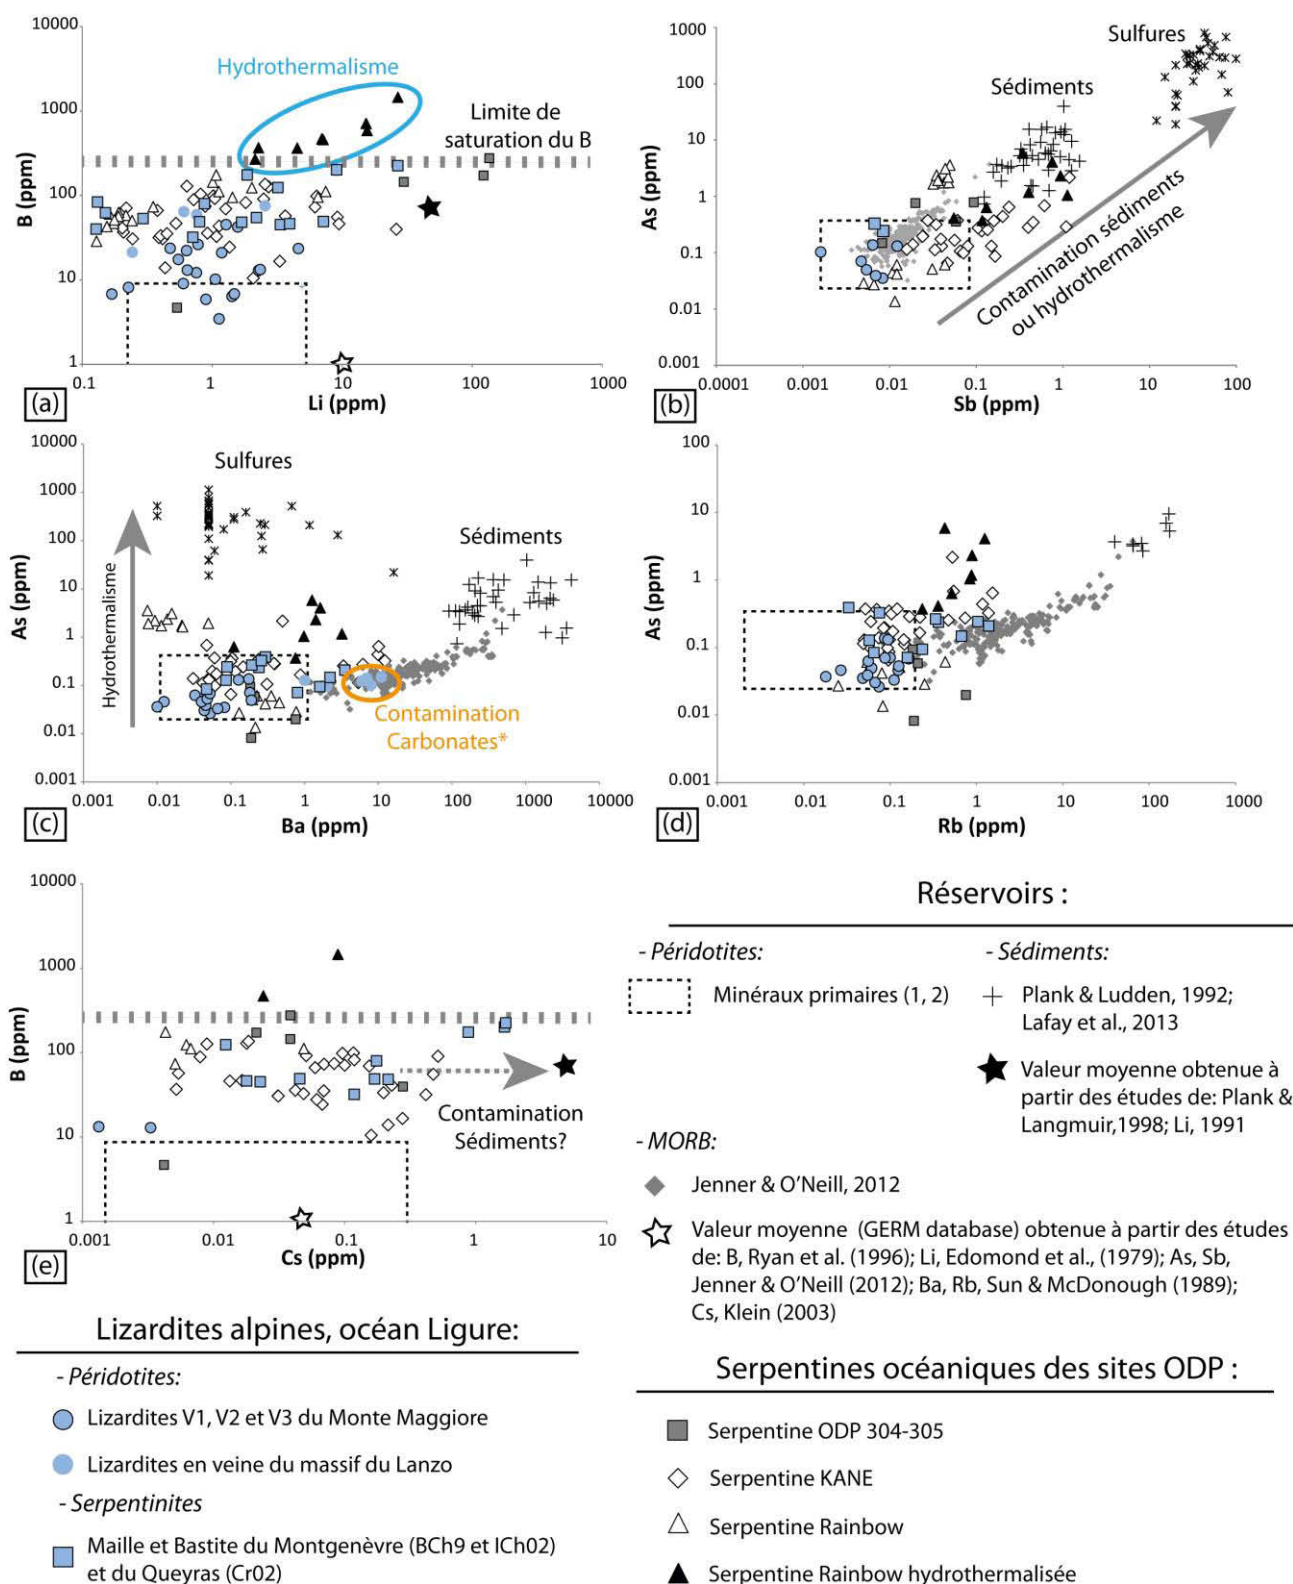 10000
1000
100
10
1
B (ppm)
Hydrothermalisme
Limite de
saturation du B
0.1
1
10
100
1000
Li (ppm)
(a)
1000
100
10
1
0.1
0.01
0.001
As (ppm)
Sulfures
Sédiments
Contamination sédiments
ou hydrothermalisme
0.0001
0.001
0.01
0.1
1
10
100
Sb (ppm)
(b)
10000
1000
100
10
1
0.1
0.01
0.001
As (ppm)
Hydrothermalisme
Sulfures
Sédiments
Contamination
Carbonates*
0.001
0.01
0.1
1
10
100
1000
10000
Ba (ppm)
(c)
100
10
1
0.1
0.01
0.001
As (ppm)
0.001
0.01
0.1
1
10
100
1000
Rb (ppm)
(d)
10000
1000
100
10
1
B (ppm)
Contamination
Sédiments?
0.001
0.01
0.1
1
10
Cs (ppm)
(e)
Réservoirs :
- Péridotites:
Minéraux primaires (1, 2)
- Sédiments:
Plank & Ludden, 1992;
Lafay et al., 2013
Valeur moyenne obtenue à
partir des études de: Plank &
Langmuir,1998; Li, 1991
- MORB:
Jenner & O'Neill, 2012
Valeur moyenne (GERM database) obtenue à partir des études
de: B, Ryan et al. (1996); Li, Edomond et al., (1979); As, Sb,
Jenner & O'Neill (2012); Ba, Rb, Sun & McDonough (1989);
Cs, Klein (2003)
Lizardites alpines, océan Ligure:
- Péridotites:
Lizardites V1, V2 et V3 du Monte Maggiore
Lizardites en veine du massif du Lanzo
- Serpentinites
Maille et Bastite du Montgenèvre (BCh9 et ICh02)
et du Queyras (Cr02)
Serpentines océaniques des sites ODP :
Serpentine ODP 304-305
Serpentine KANE
Serpentine Rainbow
Serpentine Rainbow hydrothermalisée